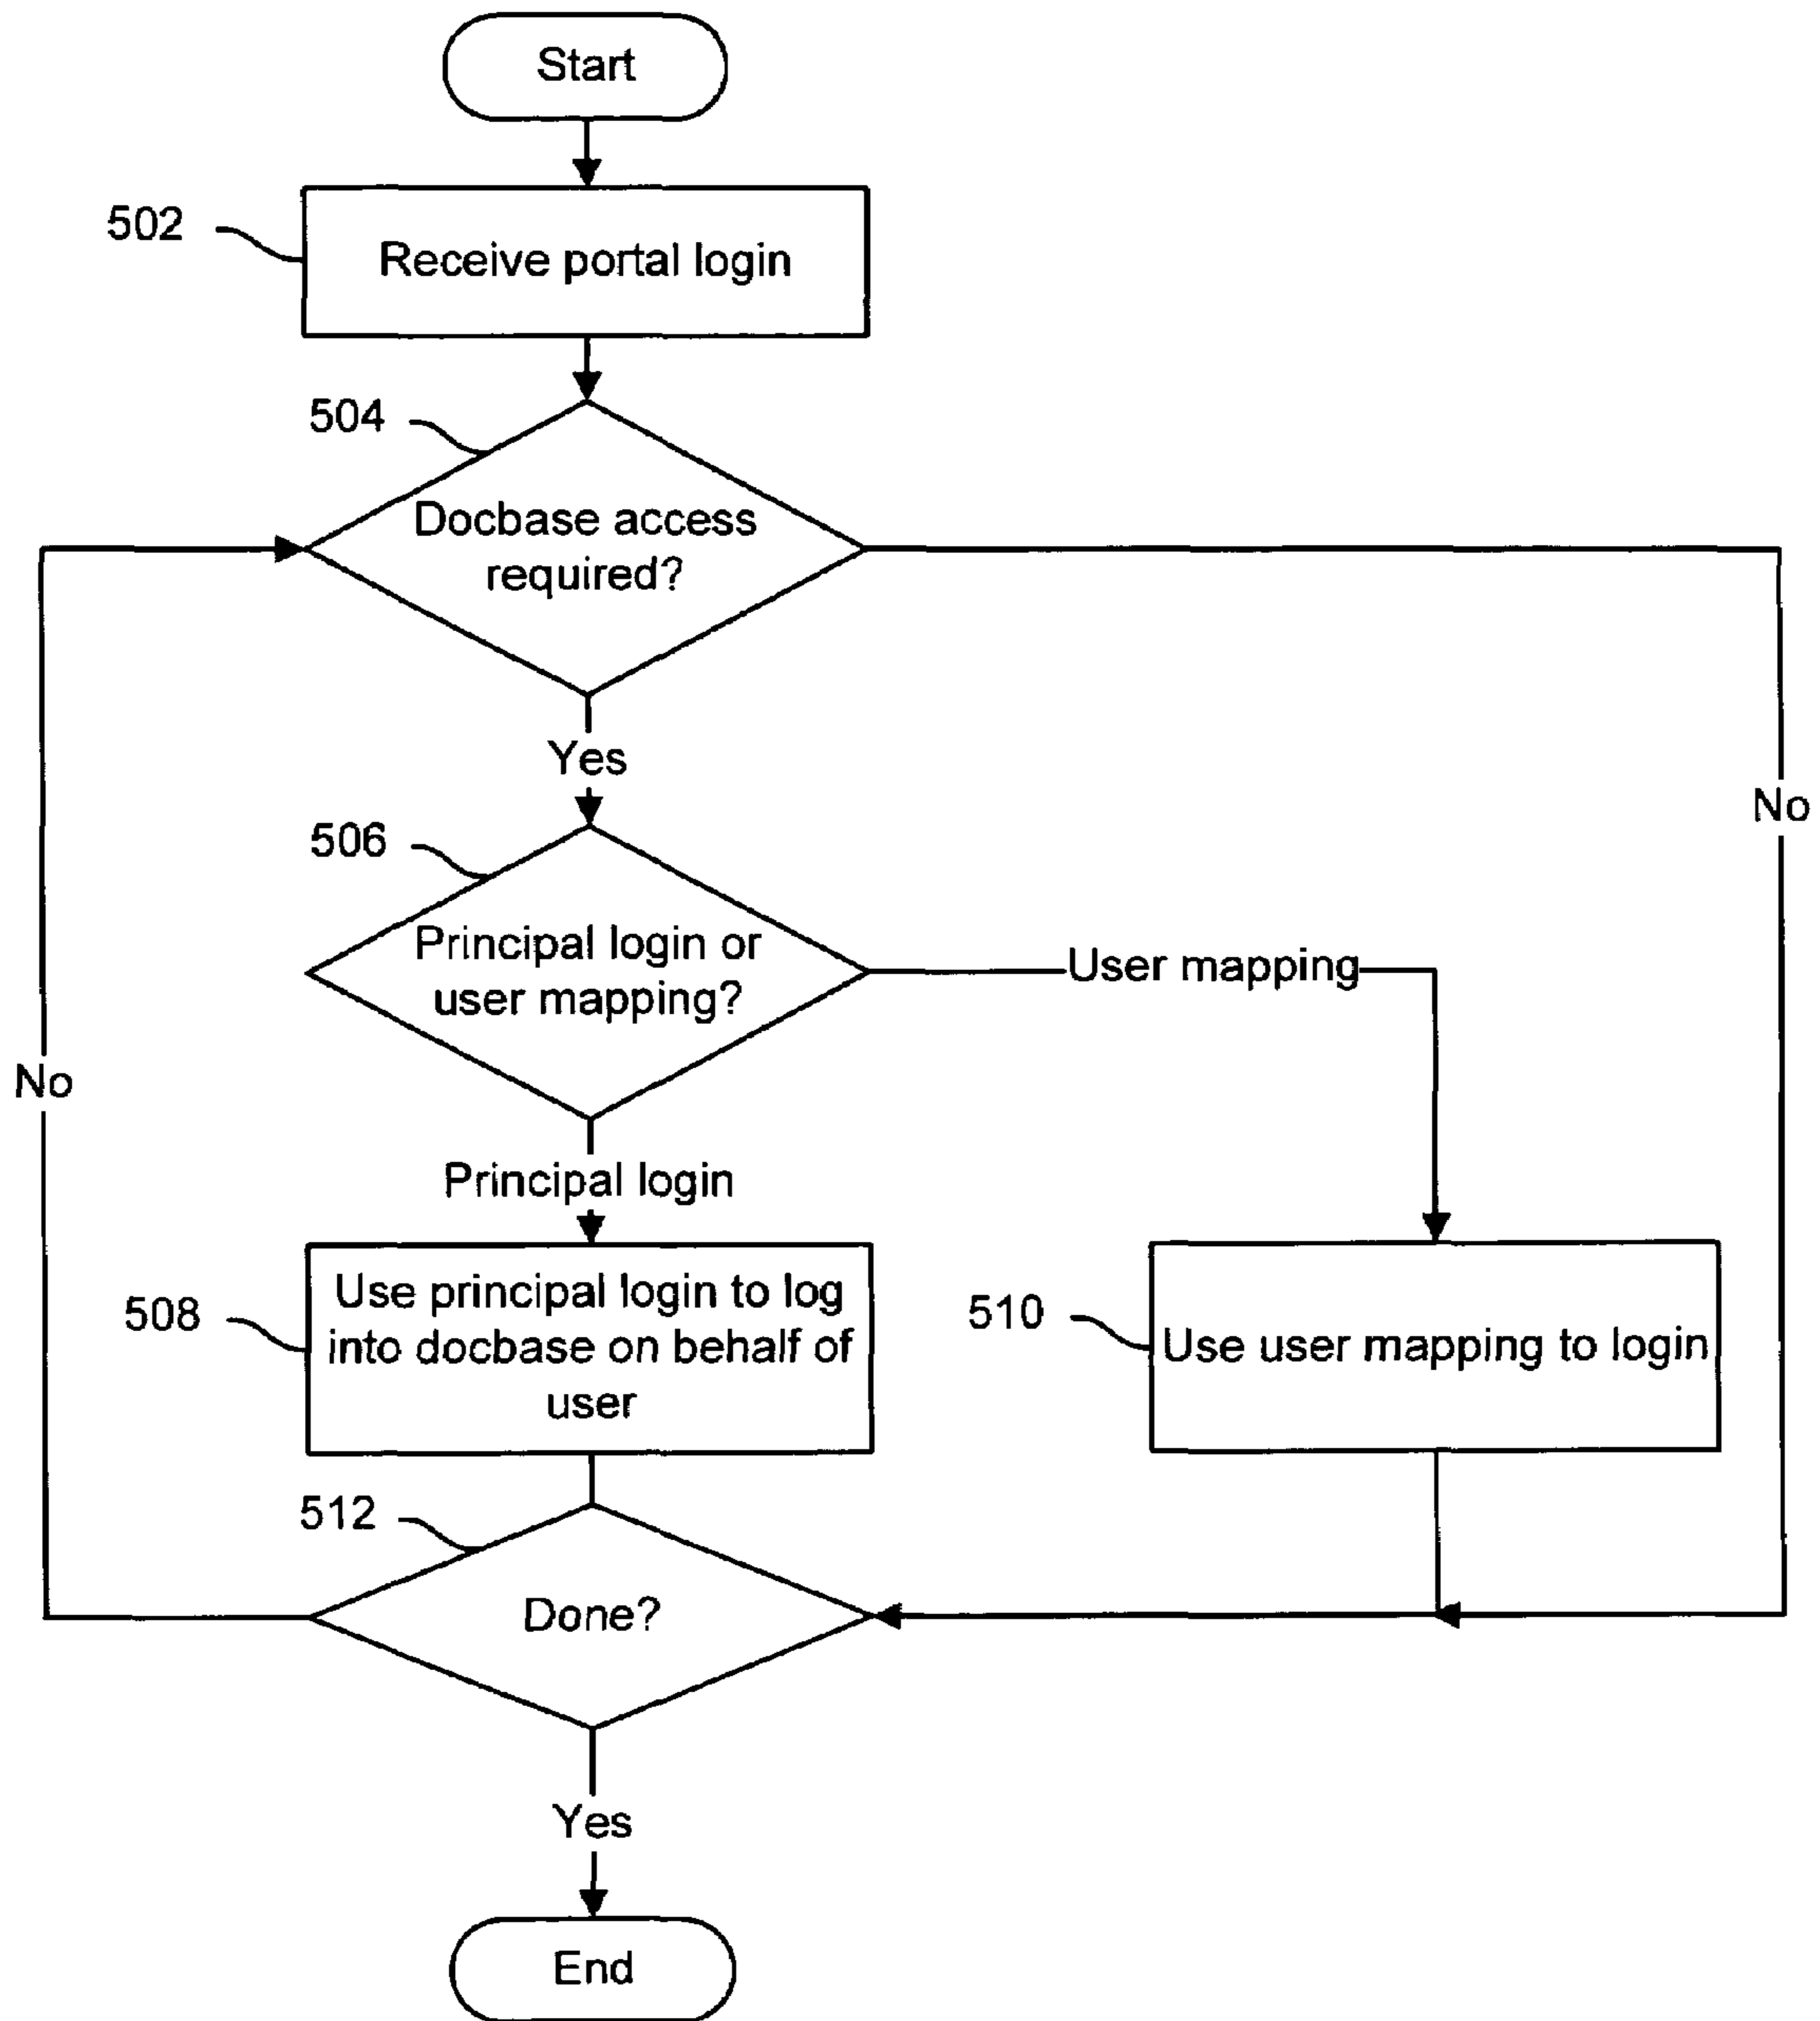 Start
502
Receive portal login
504
Docbase access
required?
Yes
No
506
Principal login or
user mapping?
User mapping
No
Principal login
508
Use principal login to log
into docbase on behalf of
user
510
Use user mapping to login
512
Done?
Yes
End